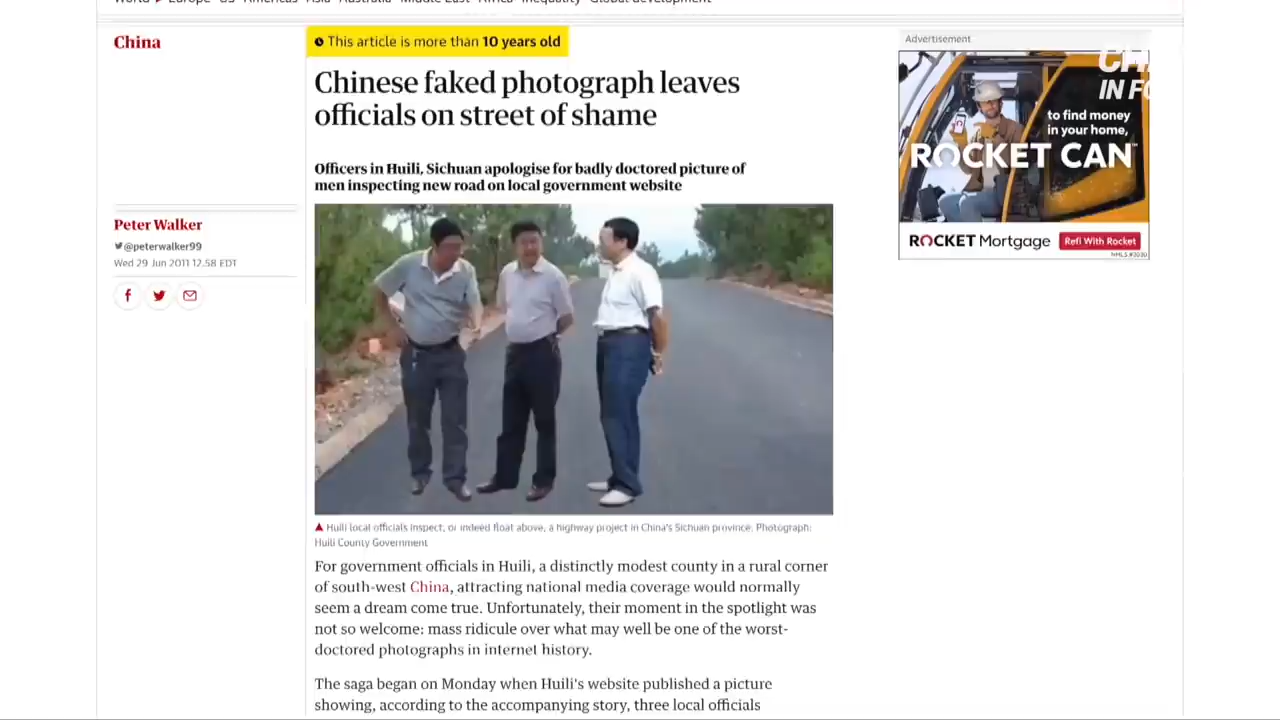 China
This article is more than 10 years old
Chinese faked photograph leaves
officials on street of shame
Officers in Huili, Sichuan apologise for badly doctored picture of
men inspecting new road on local government website
Peter Walker
@peterwalker99
Wed 29 Jun 2011 12.58 EDT
Huili local officials inspect, or indeed float above, a highway project in China's Sichuan province. Photograph:
Huili County Government
For government officials in Huili, a distinctly modest county in a rural corner
of south-west China, attracting national media coverage would normally
seem a dream come true. Unfortunately, their moment in the spotlight was
not so welcome: mass ridicule over what may well be one of the worst-
doctored photographs in internet history.
The saga began on Monday when Huili's website published a picture
showing, according to the accompanying story, three local officials
Advertisement
to find money
in your home,
ROCKET CAN
ROCKET Mortgage
Refi With Rocket